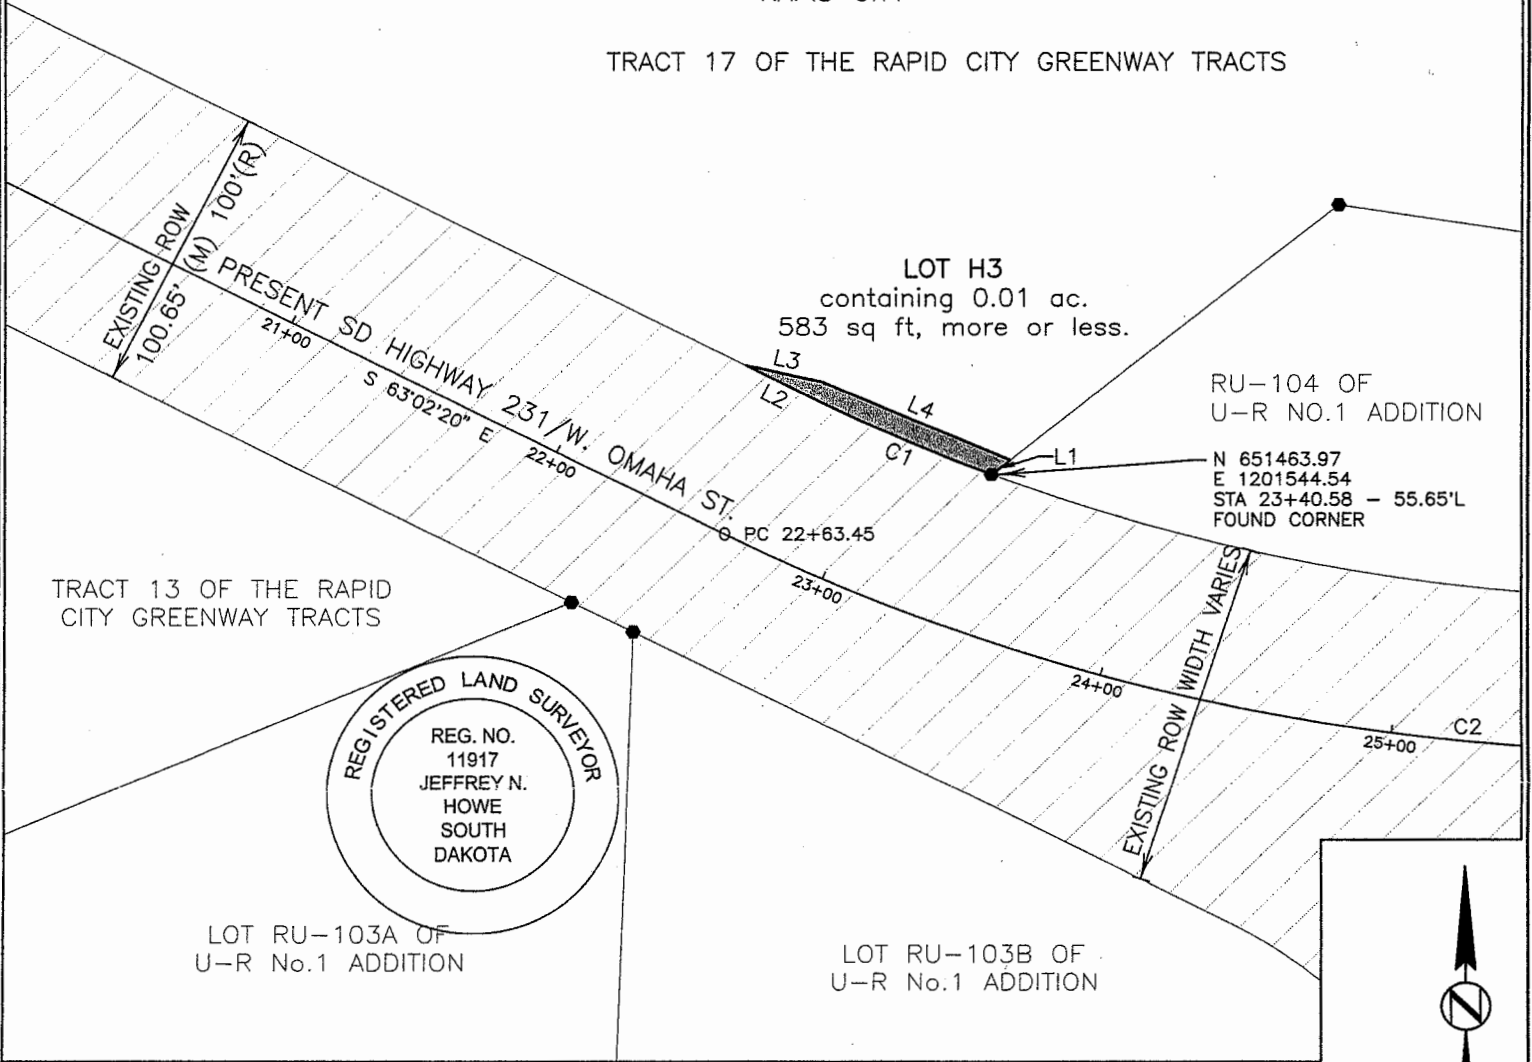 TRACT 17 OF THE RAPID CITY GREENWAY TRACTS
EXISTING ROW
100.65' (M) 100'(R)
PRESENT SD HIGHWAY 231/W. OMAHA ST.
21+00
S 63°02'20" E
22+00
LOT H3
containing 0.01 ac.
583 sq ft, more or less.
L3
L2
L4
C1
L1
RU-104 OF
U-R NO.1 ADDITION
N 651463.97
E 1201544.54
STA 23+40.58 - 55.65'L
FOUND CORNER
PC 22+63.45
23+00
24+00
25+00
C2
EXISTING ROW WIDTH VARIES
TRACT 13 OF THE RAPID
CITY GREENWAY TRACTS
REGISTERED LAND SURVEYOR
REG. NO.
11917
JEFFREY N.
HOWE
SOUTH
DAKOTA
LOT RU-103A OF
U-R No.1 ADDITION
LOT RU-103B OF
U-R No.1 ADDITION
N